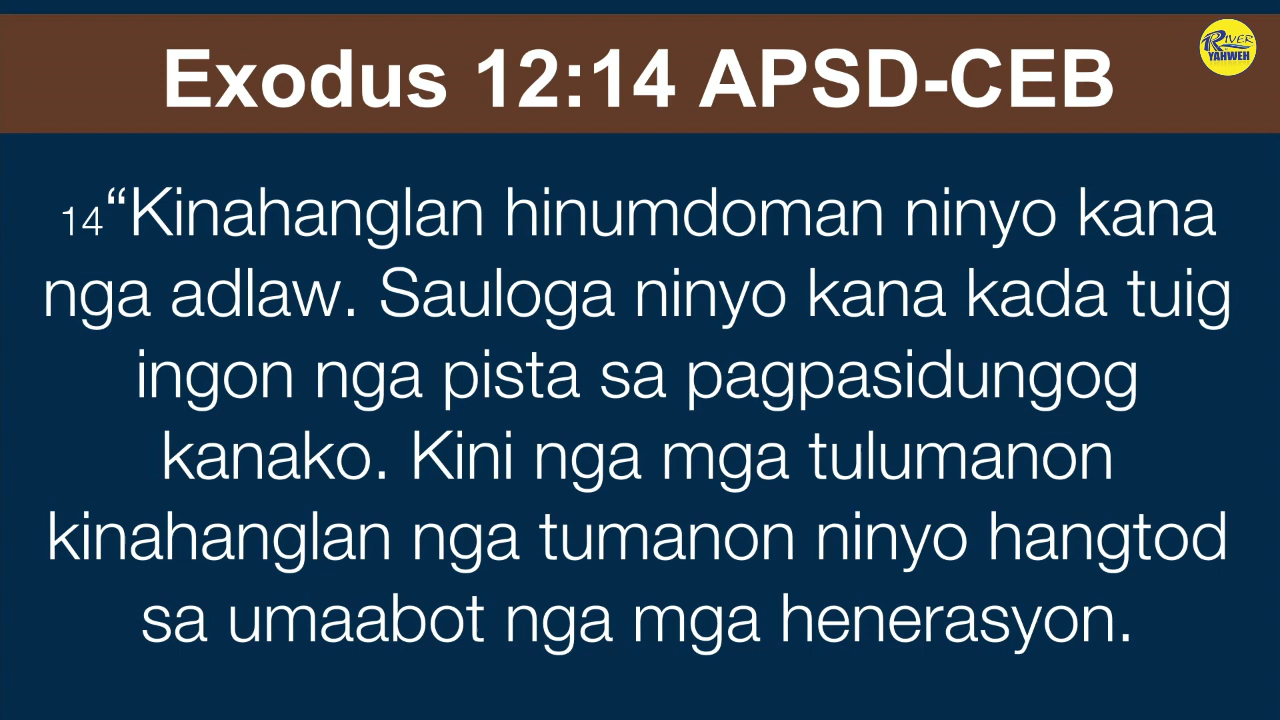 Exodus 12:14 APSD-CEB
RIVER
YAHWEH
14“Kinahanglan hinumdoman ninyo kana
nga adlaw. Sauloga ninyo kana kada tuig
ingon nga pista sa pagpasidungog
kanako. Kini nga mga tulumanon
kinahanglan nga tumanon ninyo hangtod
sa umaabot nga mga henerasyon.